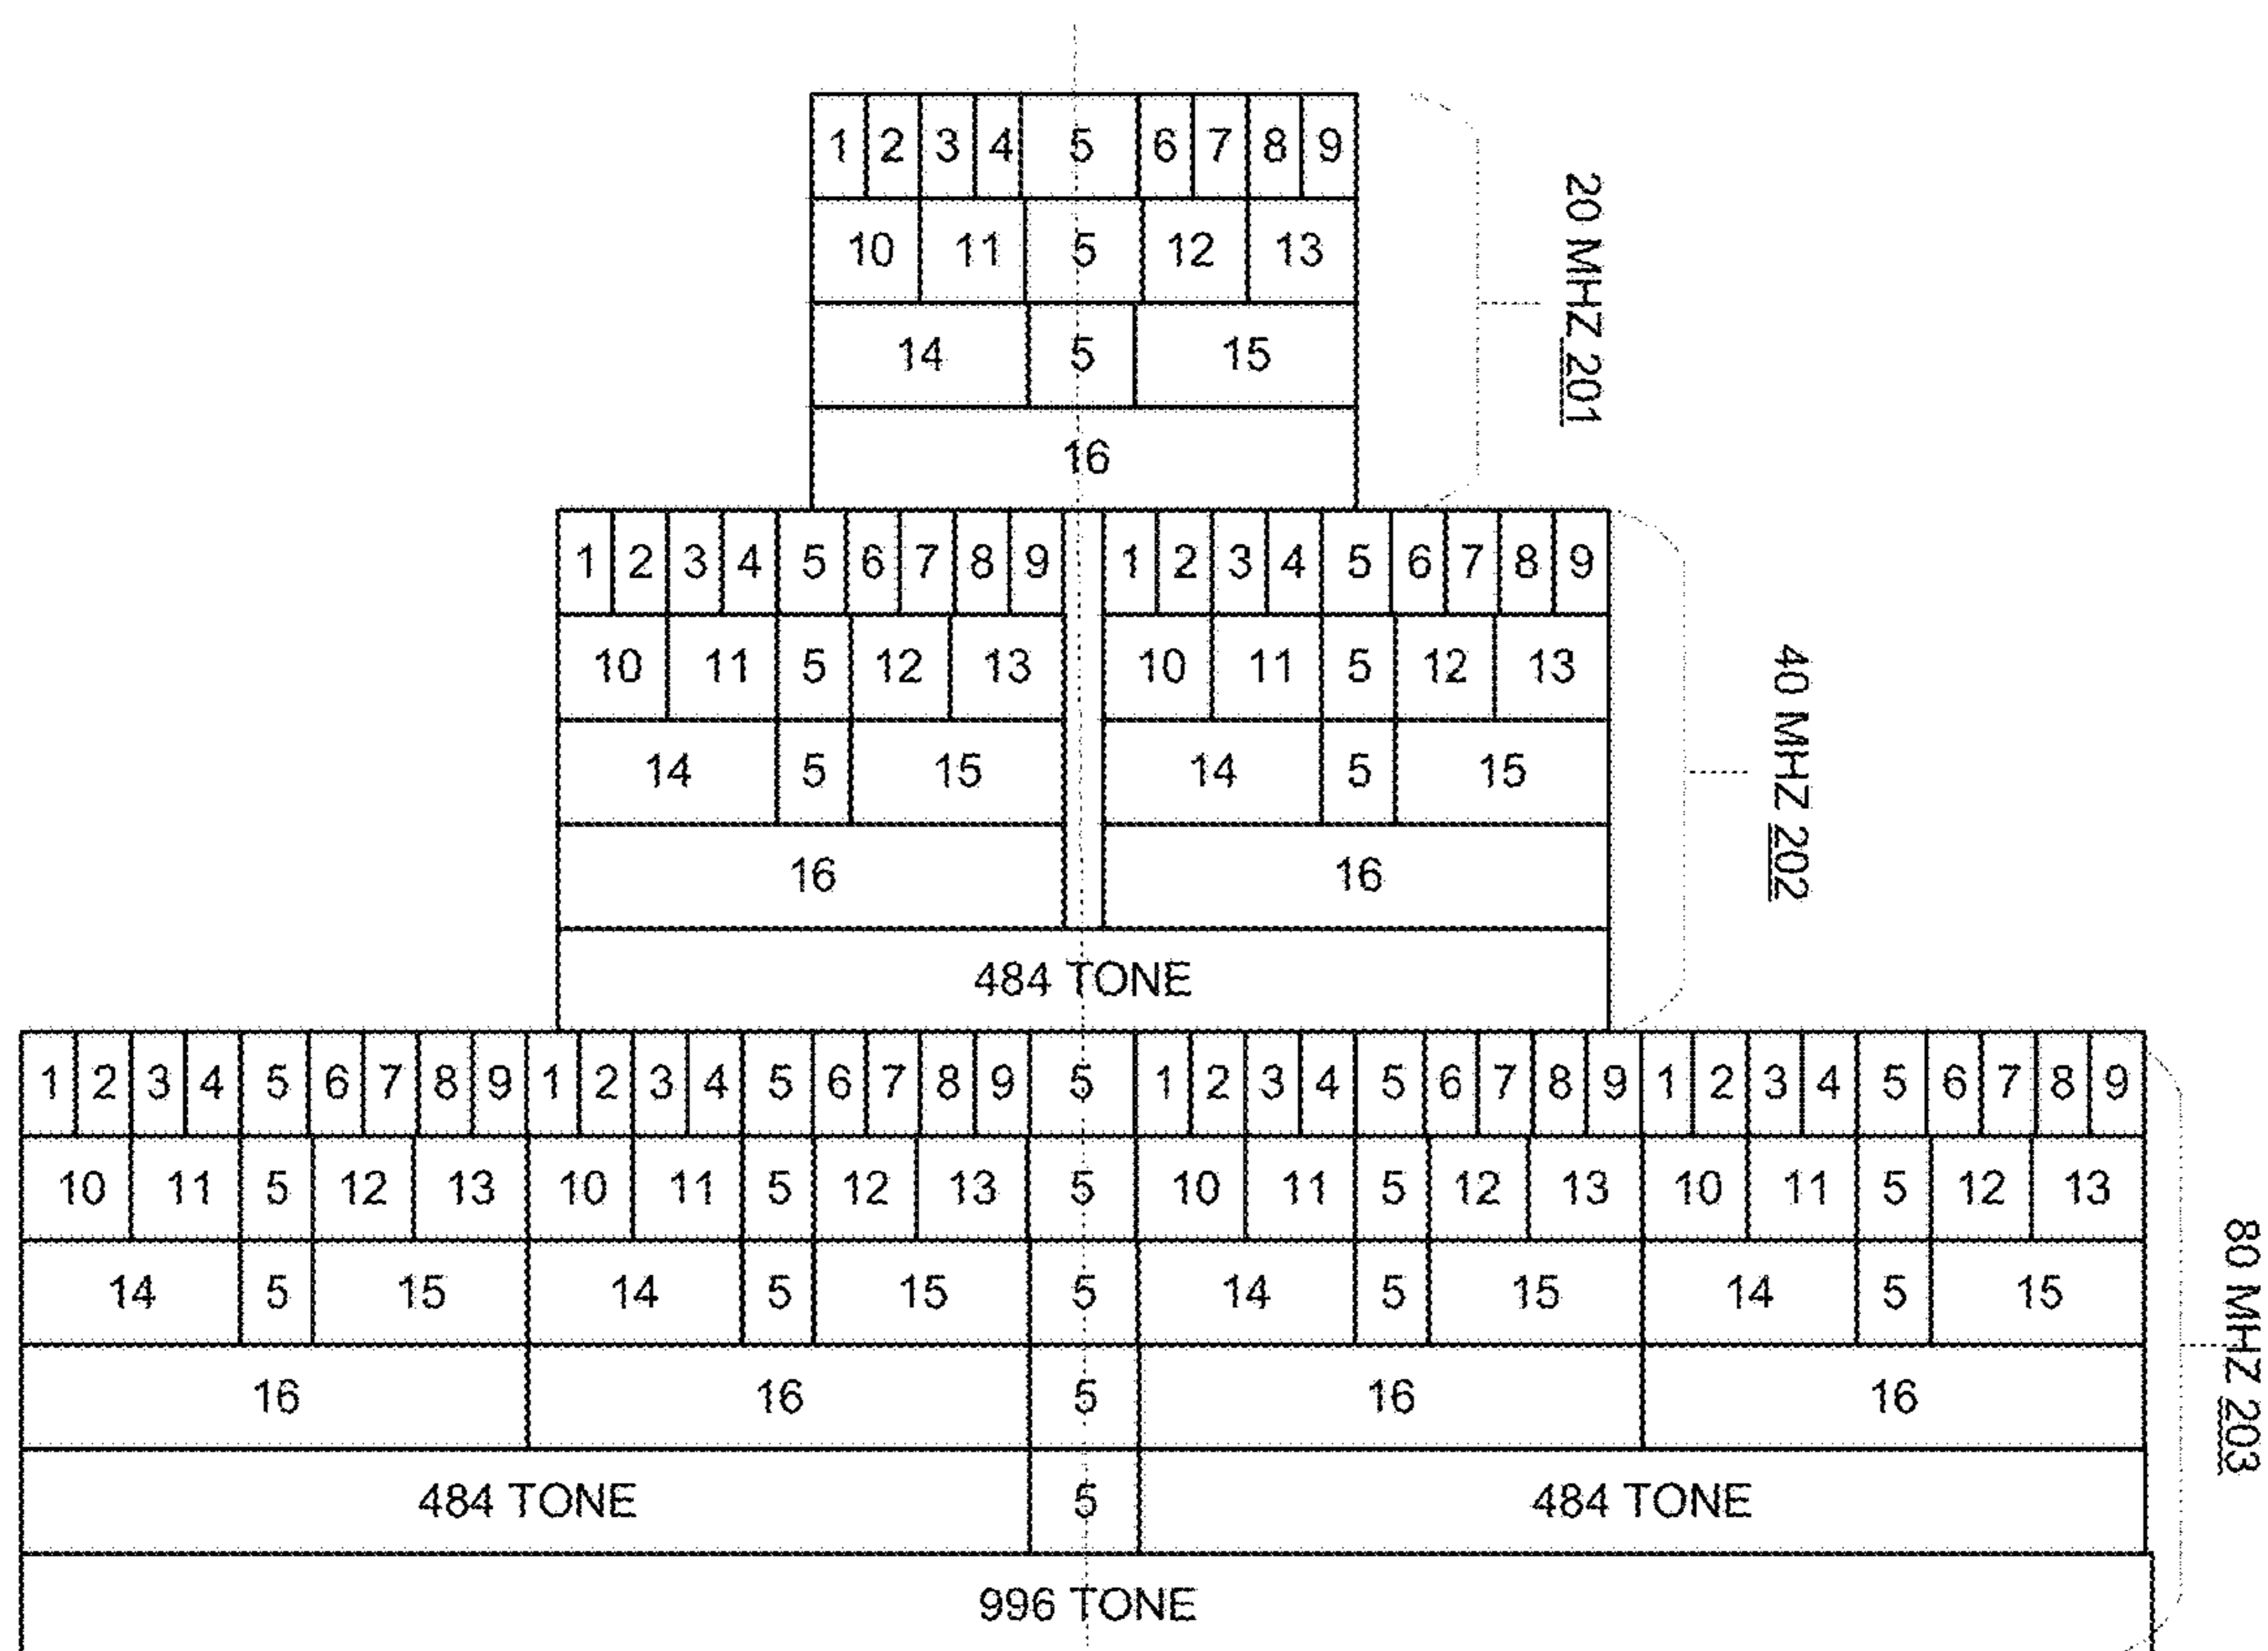 1 2 3 4 5 6 7 8 9
10 11 5 12 13
14 5 15
16
20 MHZ 201
1 2 3 4 5 6 7 8 9 1 2 3 4 5 6 7 8 9
10 11 5 12 13 10 11 5 12 13
14 5 15 14 5 15
16 16
484 TONE
40 MHZ 202
1 2 3 4 5 6 7 8 9 1 2 3 4 5 6 7 8 9 5 1 2 3 4 5 6 7 8 9 1 2 3 4 5 6 7 8 9
10 11 5 12 13 10 11 5 12 13 5 10 11 5 12 13 10 11 5 12 13
14 5 15 14 5 15 5 14 5 15 14 5 15
16 16 5 16 16
484 TONE 5 484 TONE
996 TONE
80 MHZ 203